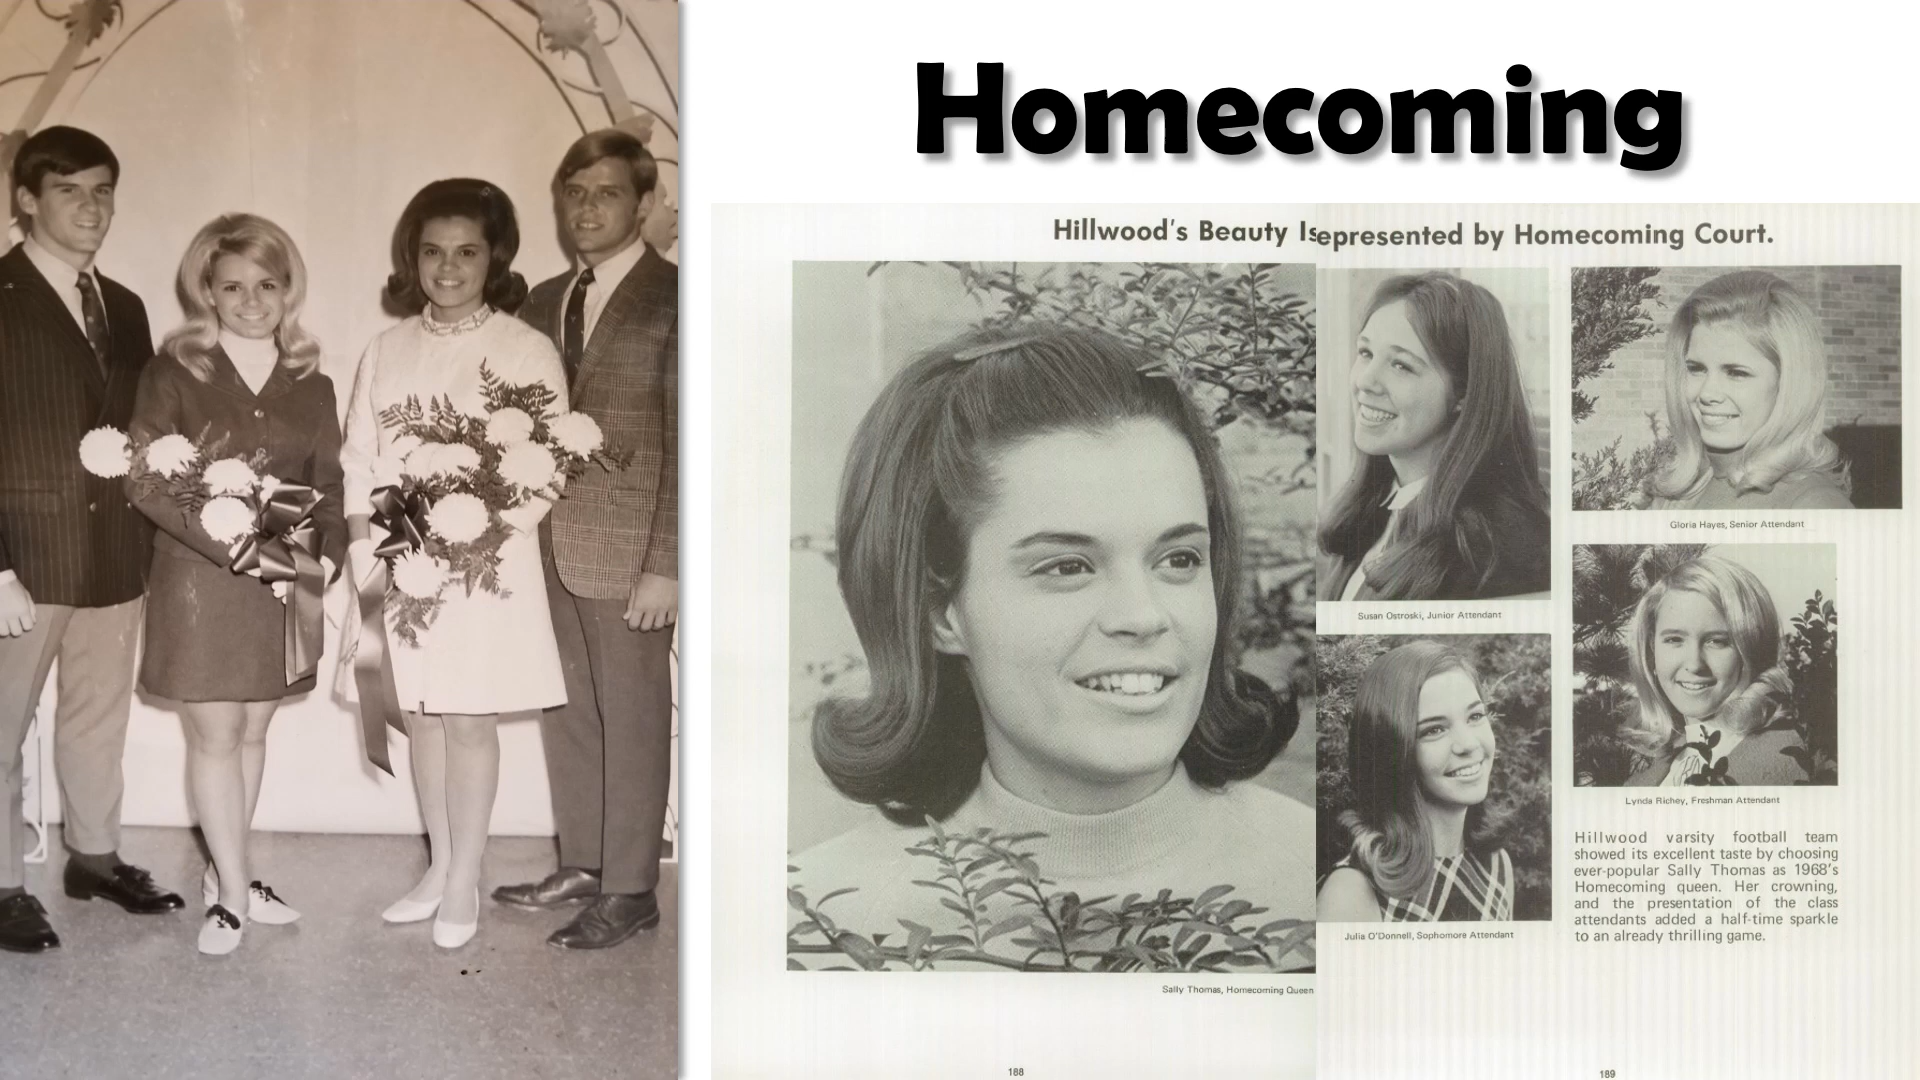 Homecoming
Hillwood's Beauty Is
epresented by Homecoming Court.
Gloria Hayes, Senior Attendant
Susan Ostroski, Junior Attendant
Lynda Richey, Freshman Attendant
Hillwood varsity football team
showed its excellent taste by choosing
ever-popular Sally Thomas as 1968's
Homecoming queen. Her crowning,
and the presentation of the class
attendants added a half-time sparkle
to an already thrilling game.
Julia O'Donnell, Sophomore Attendant
Sally Thomas, Homecoming Queen
188
189